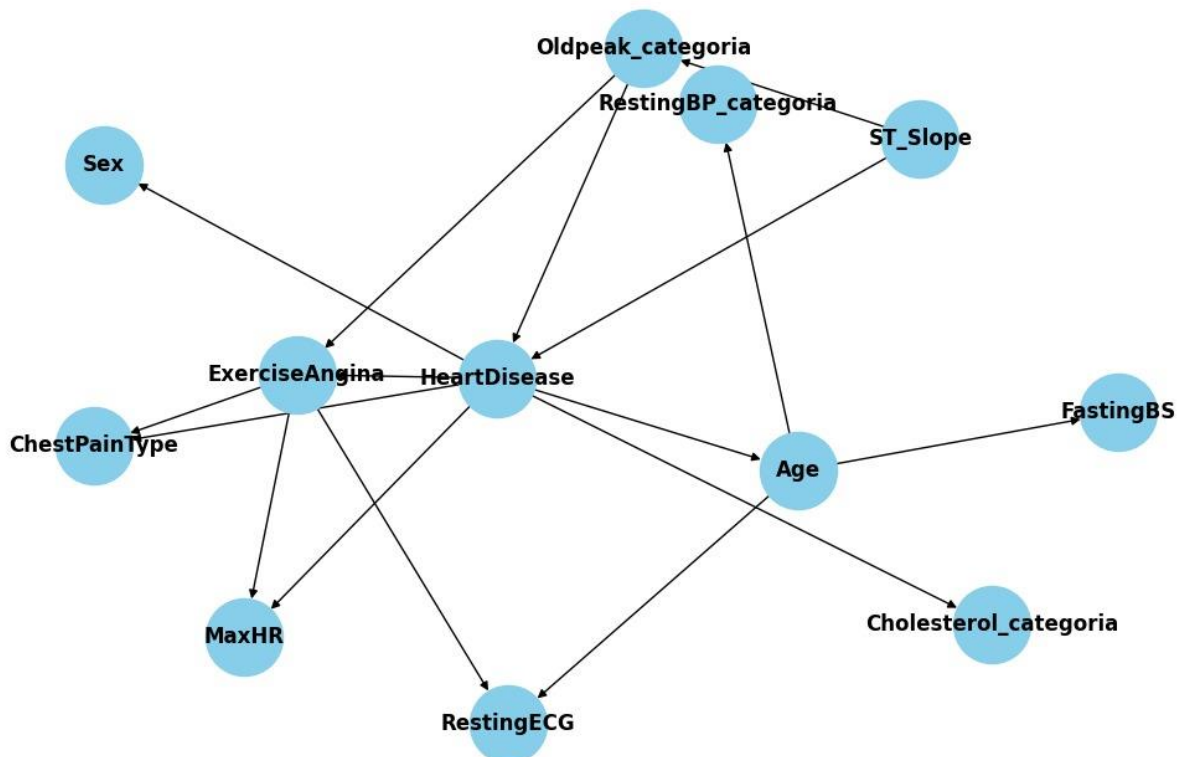 Oldpeak_categoria
RestingBP_categoria
ST_Slope
Sex
ExerciseAngina
HeartDisease
FastingBS
ChestPainType
Age
Cholesterol_categoria
MaxHR
RestingECG